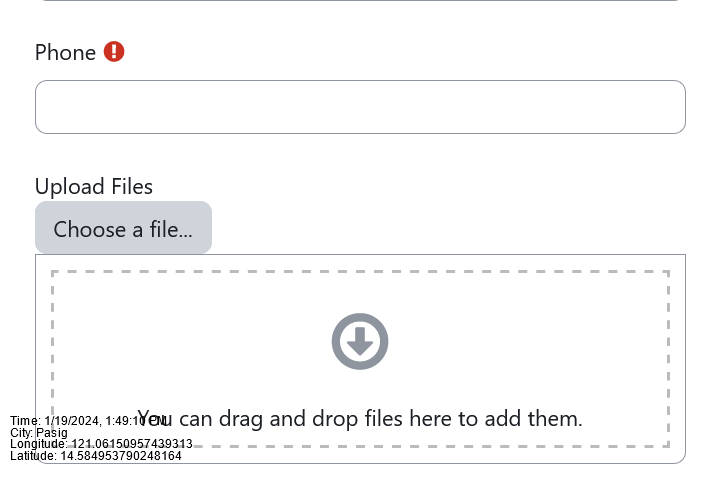 Phone
Upload Files
Choose a file...
You can drag and drop files here to add them.
Time: 1/19/2024, 1:49:10 PM
City: Pasig
Longitude: 121.06150957439313
Latitude: 14.584953790248164